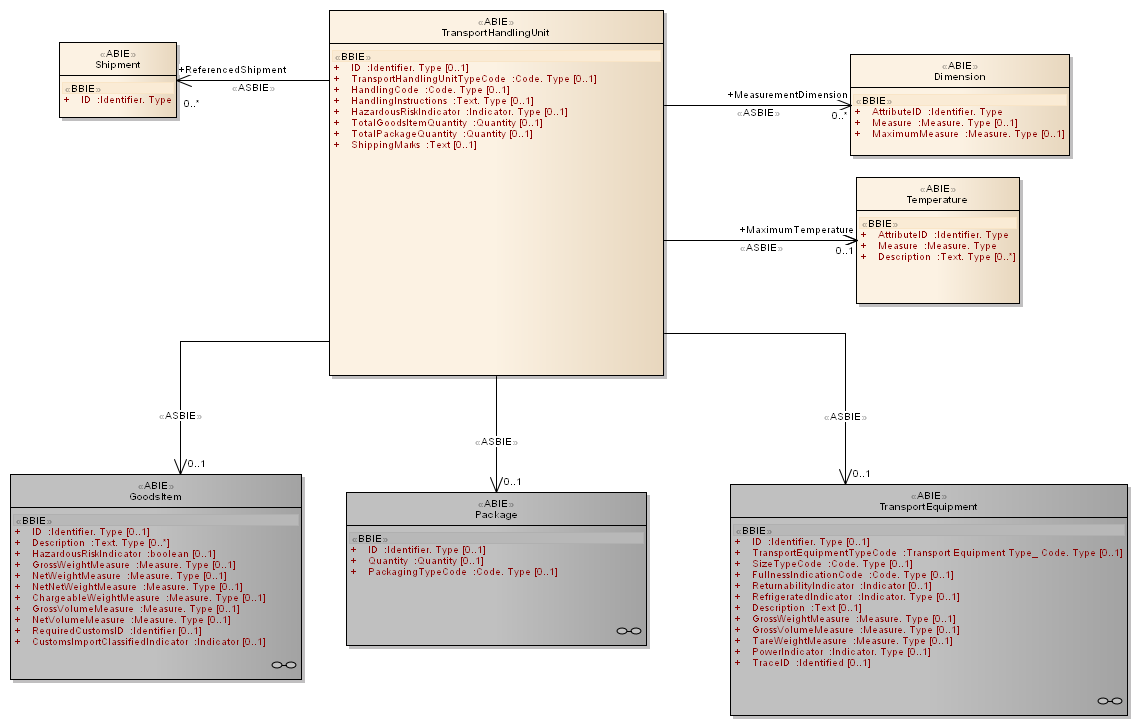 «ABIE»
TransportHandlingUnit
«BBIE»
+ ID :Identifier. Type [0..1]
+ TransportHandlingUnitTypeCode :Code. Type [0..1]
+ HandlingCode :Code. Type [0..1]
+ HandlingInstructions :Text. Type [0..1]
+ HazardousRiskIndicator :Indicator. Type [0..1]
+ TotalGoodsItemQuantity :Quantity [0..1]
+ TotalPackageQuantity :Quantity [0..1]
+ ShippingMarks :Text [0..1]
«ABIE»
Shipment
«BBIE»
+ ID :Identifier. Type
+ReferencedShipment
«ASBIE»
0..*
+MeasurementDimension
«ASBIE»
0..*
«ABIE»
Dimension
«BBIE»
+ AttributeID :Identifier. Type
+ Measure :Measure. Type [0..1]
+ MaximumMeasure :Measure. Type [0..1]
+MaximumTemperature
«ASBIE»
0..1
«ABIE»
Temperature
«BBIE»
+ AttributeID :Identifier. Type
+ Measure :Measure. Type
+ Description :Text. Type [0..*]
«ASBIE»
0..1
«ASBIE»
0..1
«ASBIE»
0..1
«ABIE»
GoodsItem
«BBIE»
+ ID :Identifier. Type [0..1]
+ Description :Text. Type [0..*]
+ HazardousRiskIndicator :boolean [0..1]
+ GrossWeightMeasure :Measure. Type [0..1]
+ NetWeightMeasure :Measure. Type [0..1]
+ NetNetWeightMeasure :Measure. Type [0..1]
+ ChargeableWeightMeasure :Measure. Type [0..1]
+ GrossVolumeMeasure :Measure. Type [0..1]
+ NetVolumeMeasure :Measure. Type [0..1]
+ RequiredCustomsID :Identifier [0..1]
+ CustomsImportClassifiedIndicator :Indicator [0..1]
«ABIE»
Package
«BBIE»
+ ID :Identifier. Type [0..1]
+ Quantity :Quantity [0..1]
+ PackagingTypeCode :Code. Type [0..1]
«ABIE»
TransportEquipment
«BBIE»
+ ID :Identifier. Type [0..1]
+ TransportEquipmentTypeCode :Transport Equipment Type_ Code. Type [0..1]
+ SizeTypeCode :Code. Type [0..1]
+ FullnessIndicationCode :Code. Type [0..1]
+ ReturnabilityIndicator :Indicator [0..1]
+ RefrigeratedIndicator :Indicator. Type [0..1]
+ Description :Text [0..1]
+ GrossWeightMeasure :Measure. Type [0..1]
+ GrossVolumeMeasure :Measure. Type [0..1]
+ TareWeightMeasure :Measure. Type [0..1]
+ PowerIndicator :Indicator. Type [0..1]
+ TraceID :Identified [0..1]